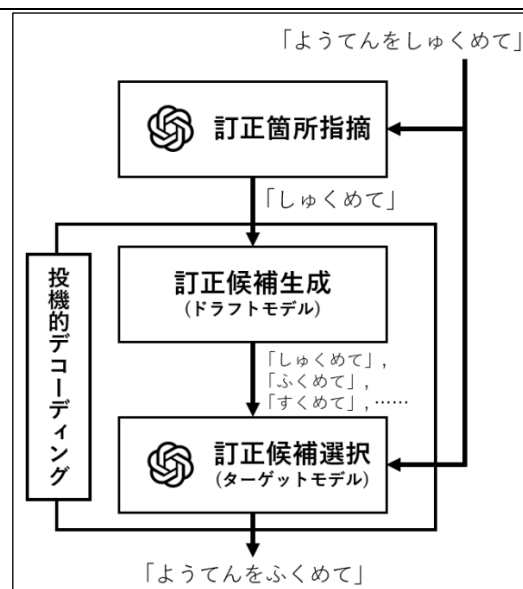 「ようてんをしゅくめて」
訂正箇所指摘
「しゅくめて」
投機的デコーディング
訂正候補生成
(ドラフトモデル)
「しゅくめて」,
「ふくめて」,
「すくめて」, ……
訂正候補選択
(ターゲットモデル)
「ようてんをふくめて」